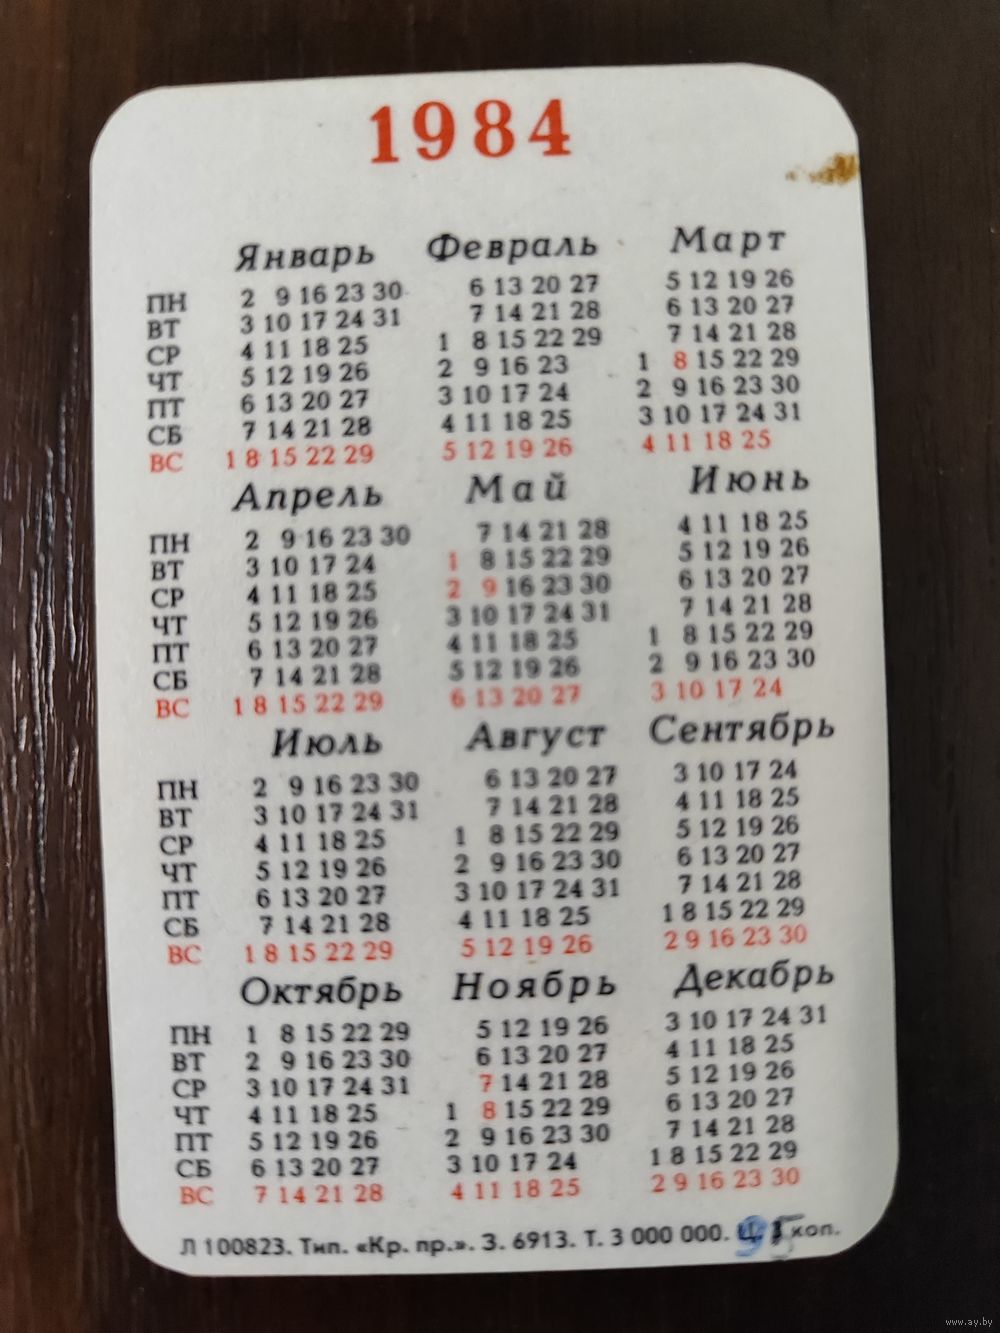 1984
Январь Февраль Март
ПН 2 9 16 23 30 6 13 20 27 5 12 19 26
ВТ 3 10 17 24 31 7 14 21 28 6 13 20 27
СР 4 11 18 25 1 8 15 22 29 7 14 21 28
ЧТ 5 12 19 26 2 9 16 23 1 8 15 22 29
ПТ 6 13 20 27 3 10 17 24 2 9 16 23 30
СБ 7 14 21 28 4 11 18 25 3 10 17 24 31
ВС 1 8 15 22 29 5 12 19 26 4 11 18 25
Апрель Май Июнь
ПН 2 9 16 23 30 7 14 21 28 4 11 18 25
ВТ 3 10 17 24 1 8 15 22 29 5 12 19 26
СР 4 11 18 25 2 9 16 23 30 6 13 20 27
ЧТ 5 12 19 26 3 10 17 24 31 7 14 21 28
ПТ 6 13 20 27 4 11 18 25 1 8 15 22 29
СБ 7 14 21 28 5 12 19 26 2 9 16 23 30
ВС 1 8 15 22 29 6 13 20 27 3 10 17 24
Июль Август Сентябрь
ПН 2 9 16 23 30 6 13 20 27 3 10 17 24
ВТ 3 10 17 24 31 7 14 21 28 4 11 18 25
СР 4 11 18 25 1 8 15 22 29 5 12 19 26
ЧТ 5 12 19 26 2 9 16 23 30 6 13 20 27
ПТ 6 13 20 27 3 10 17 24 31 7 14 21 28
СБ 7 14 21 28 4 11 18 25 1 8 15 22 29
ВС 1 8 15 22 29 5 12 19 26 2 9 16 23 30
Октябрь Ноябрь Декабрь
ПН 1 8 15 22 29 5 12 19 26 3 10 17 24 31
ВТ 2 9 16 23 30 6 13 20 27 4 11 18 25
СР 3 10 17 24 31 7 14 21 28 5 12 19 26
ЧТ 4 11 18 25 1 8 15 22 29 6 13 20 27
ПТ 5 12 19 26 2 9 16 23 30 7 14 21 28
СБ 6 13 20 27 3 10 17 24 1 8 15 22 29
ВС 7 14 21 28 4 11 18 25 2 9 16 23 30
Л 100823. Тип. «Кр. пр.». З. 6913. Т. 3 000 000. коп.
www.ay.by